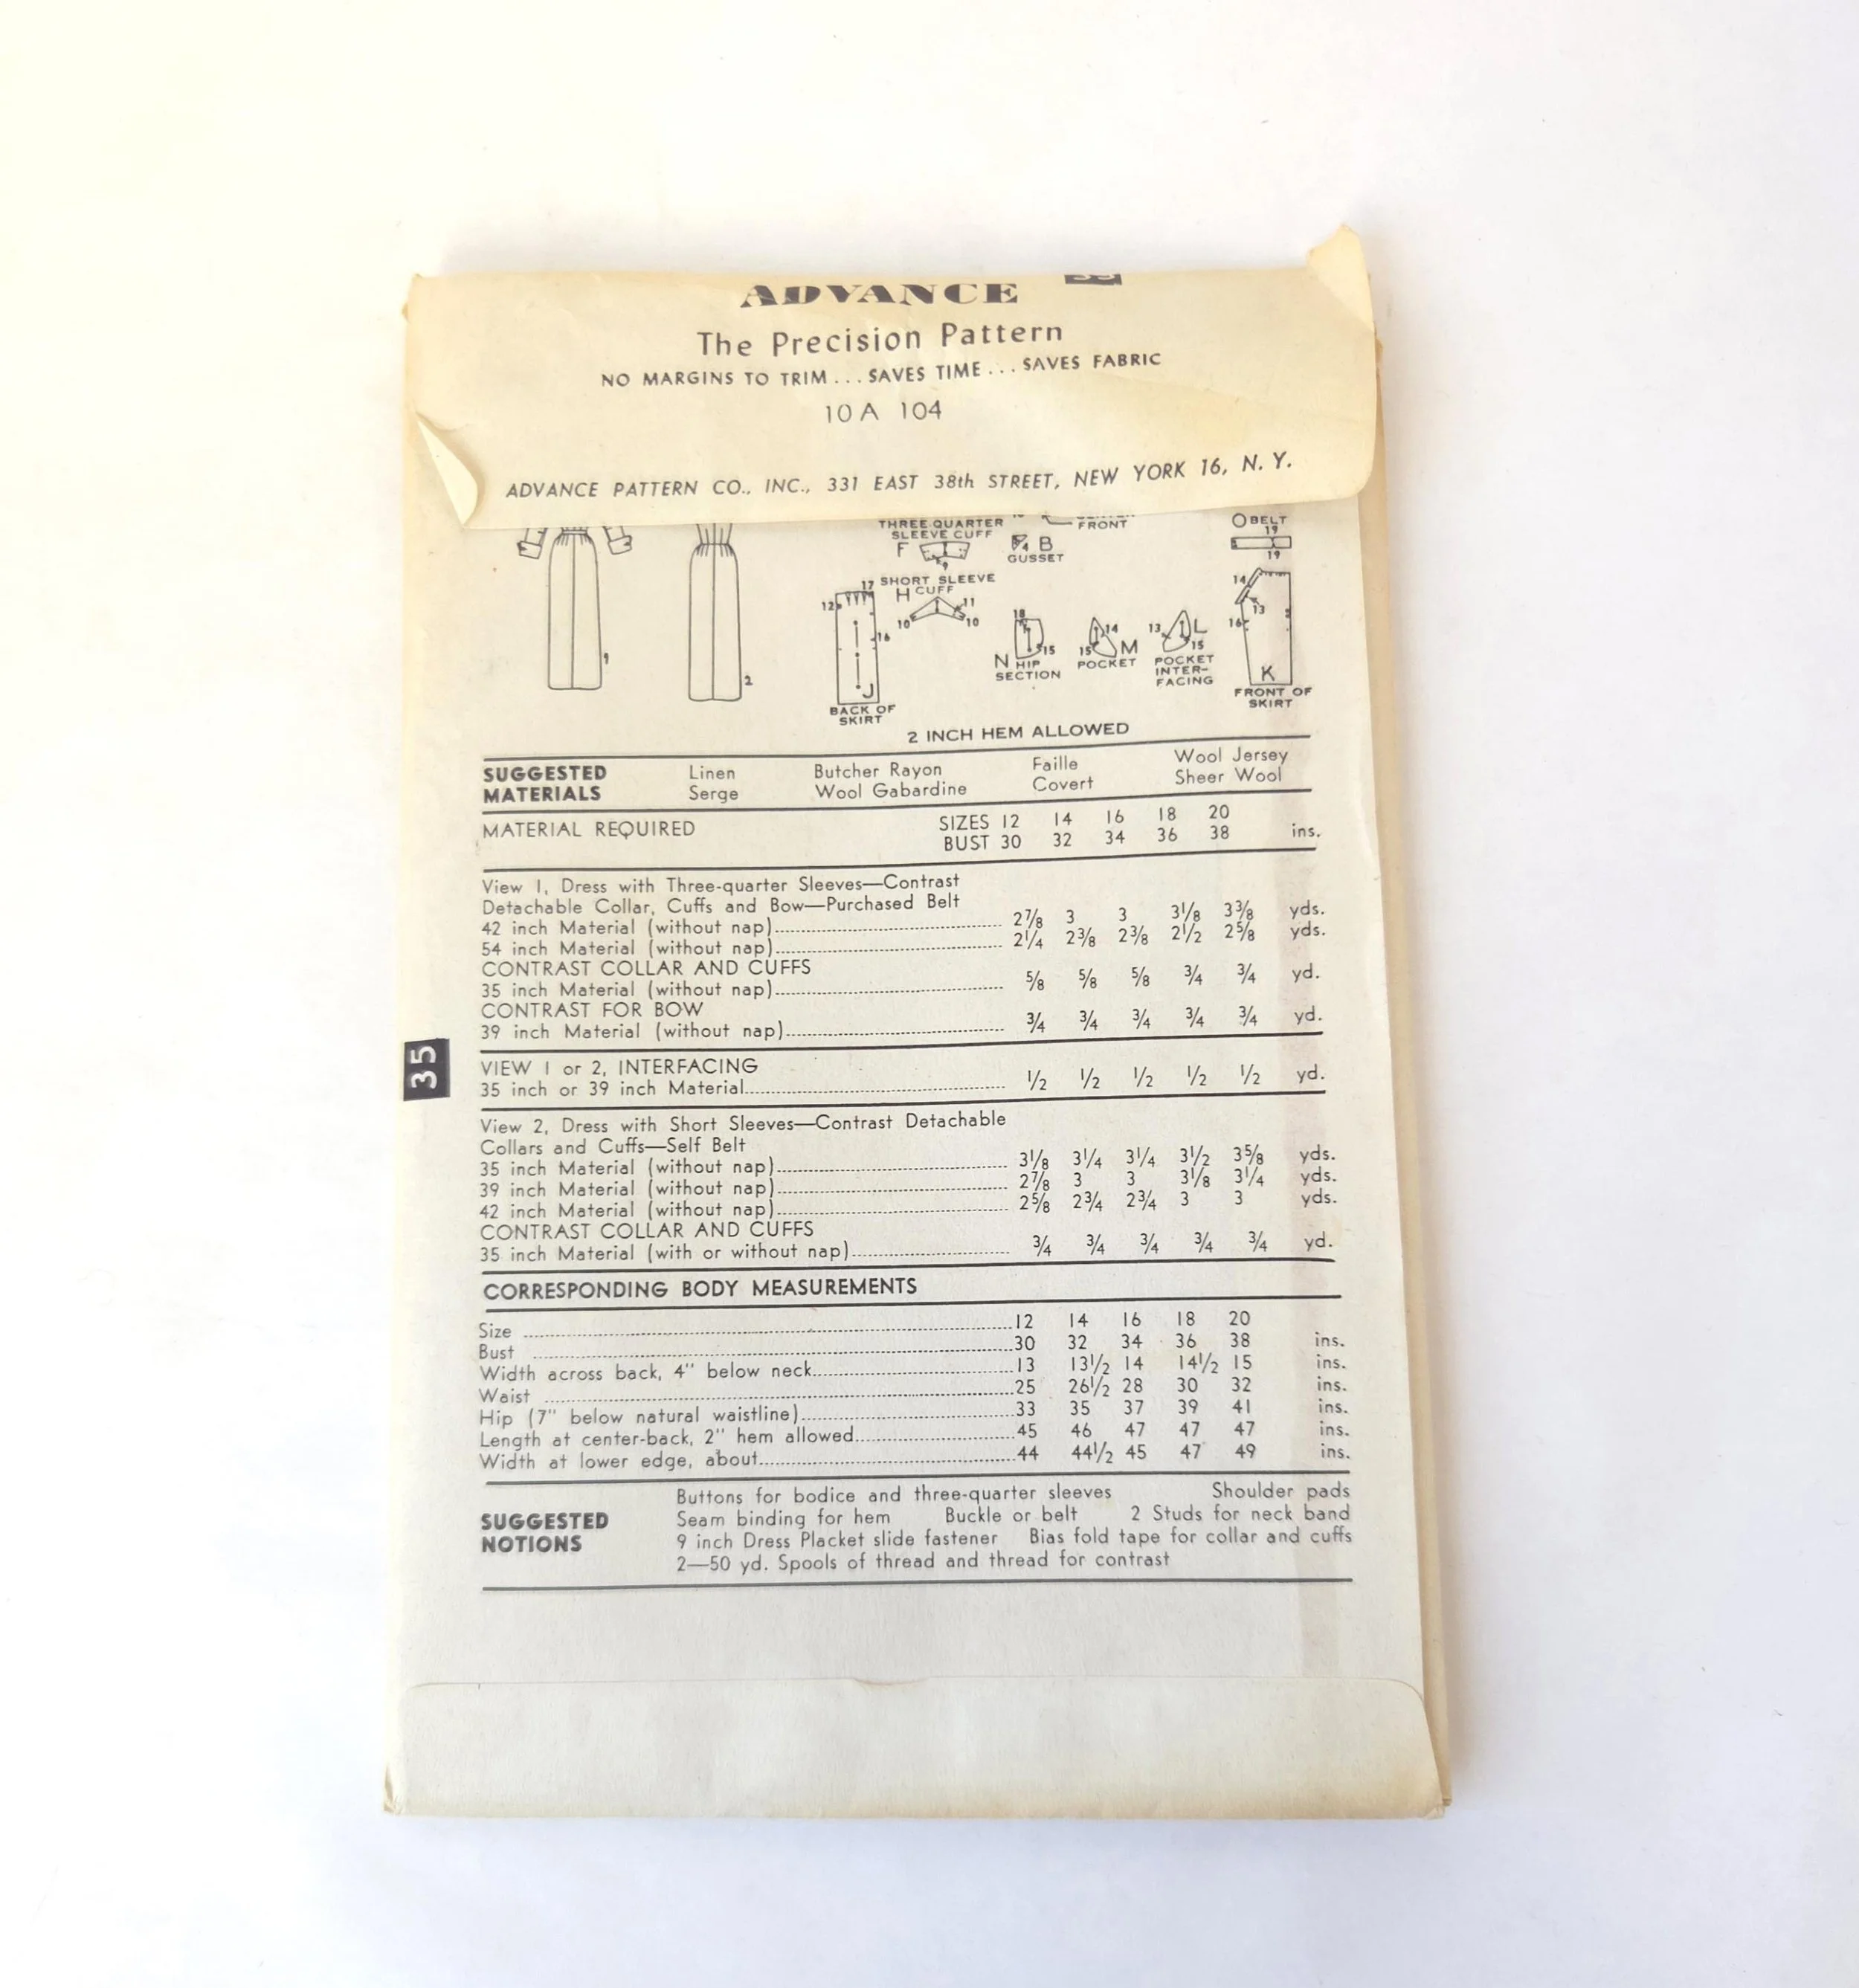 ADVANCE
The Precision Pattern
NO MARGINS TO TRIM . . . SAVES TIME . . . SAVES FABRIC
10 A 104
ADVANCE PATTERN CO., INC., 331 EAST 38th STREET, NEW YORK 16, N. Y.
THREE-QUARTER
SLEEVE CUFF
F
9
FRONT
B
GUSSET
O BELT
19
19
SHORT SLEEVE
H CUFF
11
10
10
17
12
16
J
BACK OF
SKIRT
18
15
N HIP
SECTION
14
15
M
POCKET
13
L
15
POCKET
INTER-
FACING
14
13
16
K
FRONT OF
SKIRT
1
2
2 INCH HEM ALLOWED
SUGGESTED MATERIALS
Linen Butcher Rayon Faille Wool Jersey
Serge Wool Gabardine Covert Sheer Wool
MATERIAL REQUIRED
SIZES 12 14 16 18 20
BUST 30 32 34 36 38 ins.
View 1, Dress with Three-quarter Sleeves—Contrast
Detachable Collar, Cuffs and Bow—Purchased Belt
42 inch Material (without nap) 2⅞ 3 3 3⅛ 3⅜ yds.
54 inch Material (without nap) 2¼ 2⅜ 2⅜ 2½ 2⅝ yds.
CONTRAST COLLAR AND CUFFS
35 inch Material (without nap) ⅝ ⅝ ⅝ ¾ ¾ yd.
CONTRAST FOR BOW
39 inch Material (without nap) ¾ ¾ ¾ ¾ ¾ yd.
35
VIEW 1 or 2, INTERFACING
35 inch or 39 inch Material ½ ½ ½ ½ ½ yd.
View 2, Dress with Short Sleeves—Contrast Detachable
Collars and Cuffs—Self Belt
35 inch Material (without nap) 3⅛ 3¼ 3¼ 3½ 3⅝ yds.
39 inch Material (without nap) 2⅞ 3 3 3⅛ 3¼ yds.
42 inch Material (without nap) 2⅝ 2¾ 2¾ 3 3 yds.
CONTRAST COLLAR AND CUFFS
35 inch Material (with or without nap) ¾ ¾ ¾ ¾ ¾ yd.
CORRESPONDING BODY MEASUREMENTS
Size 12 14 16 18 20
Bust 30 32 34 36 38 ins.
Width across back, 4" below neck 13 13½ 14 14½ 15 ins.
Waist 25 26½ 28 30 32 ins.
Hip (7" below natural waistline) 33 35 37 39 41 ins.
Length at center-back, 2" hem allowed 45 46 47 47 47 ins.
Width at lower edge, about 44 44½ 45 47 49 ins.
SUGGESTED NOTIONS
Buttons for bodice and three-quarter sleeves Shoulder pads
Seam binding for hem Buckle or belt 2 Studs for neck band
9 inch Dress Placket slide fastener Bias fold tape for collar and cuffs
2—50 yd. Spools of thread and thread for contrast